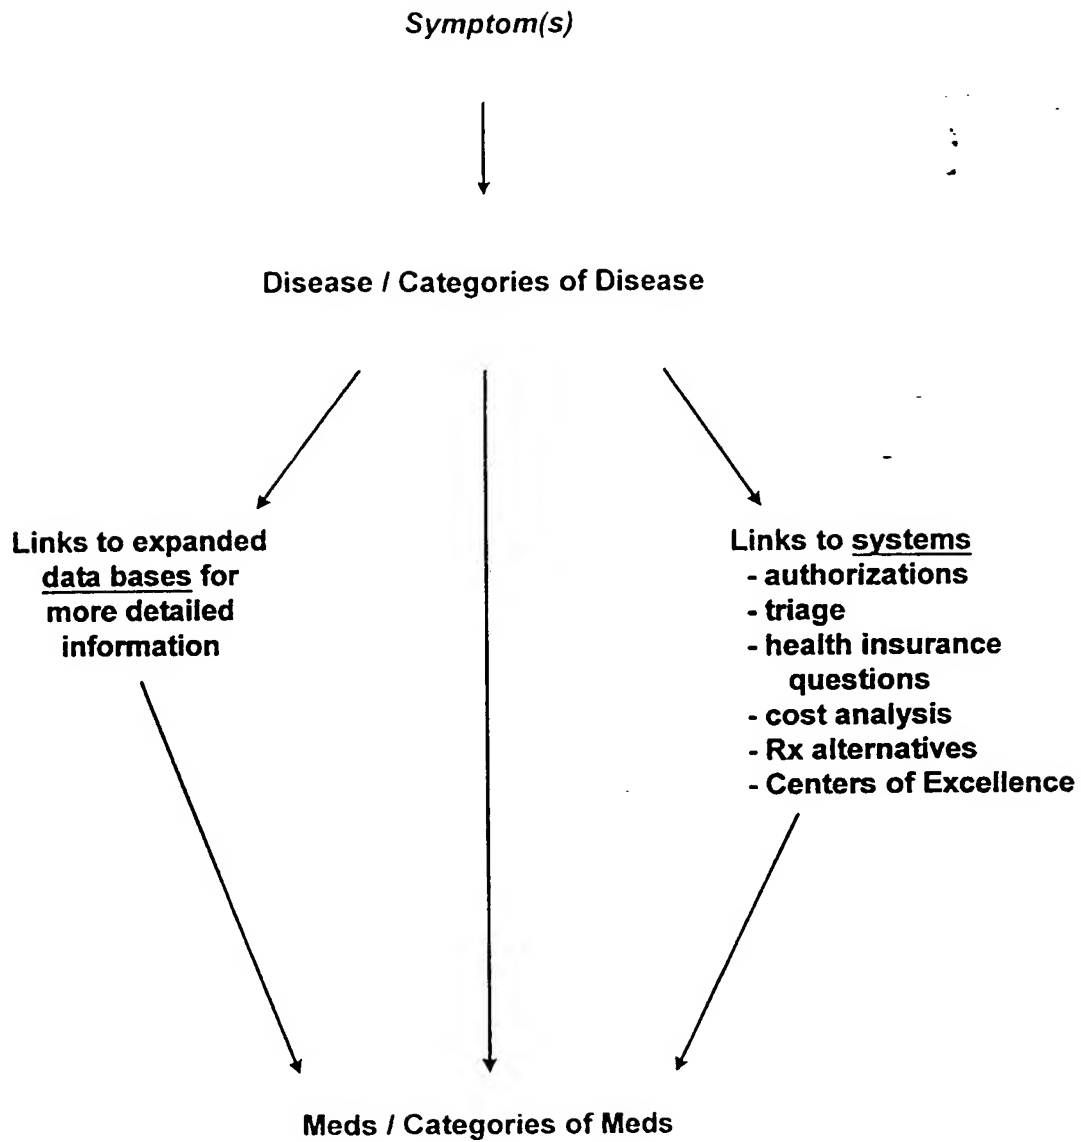 Symptom(s)
Disease / Categories of Disease
Links to expanded
data bases for
more detailed
information
Links to systems
- authorizations
- triage
- health insurance
questions
- cost analysis
- Rx alternatives
- Centers of Excellence
Meds / Categories of Meds